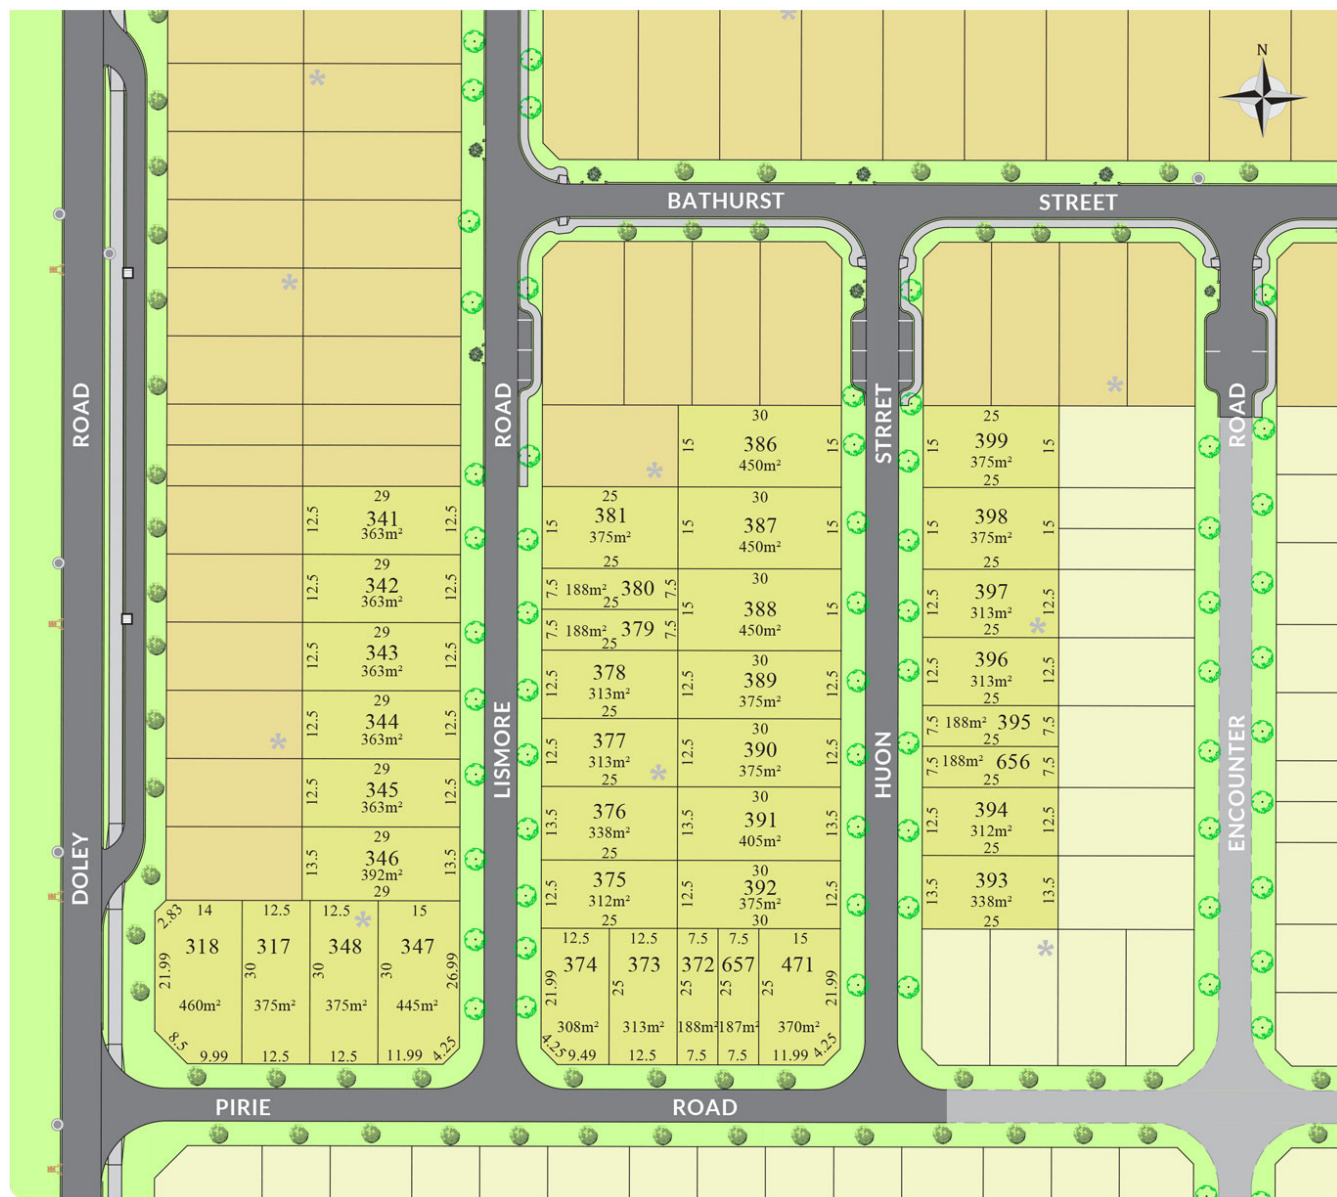 N
BATHURST STREET
ROAD
ROAD
STRRET
ROAD
30
15 386 15
450m²
25
15 399 15
375m²
25
29
12.5 341 12.5
363m²
25
15 381
375m²
25
30
15 387 15
450m²
15 398 15
375m²
25
29
12.5 342 12.5
363m²
7.5 188m² 380 7.5
25
7.5 188m² 379 7.5
30
15 388 15
450m²
12.5 397 12.5
313m²
25
29
12.5 343 12.5
363m²
12.5 378
313m²
25
30
12.5 389 12.5
375m²
12.5 396 12.5
313m²
25
29
12.5 344 12.5
363m²
12.5 377
313m²
25
30
12.5 390 12.5
375m²
7.5 188m² 395 7.5
25
7.5 188m² 656 7.5
25
29
12.5 345 12.5
363m²
13.5 376
338m²
25
30
13.5 391 13.5
405m²
12.5 394 12.5
312m²
25
29
13.5 346 13.5
392m²
29
12.5 375
312m²
25
30
12.5 392 12.5
375m²
30
13.5 393 13.5
338m²
25
DOLEY
LISMORE
HUON
ENCOUNTER
2.83 14 12.5 12.5 15
318 317 348 347
21.99 30 30 30 26.99
460m² 375m² 375m² 445m²
8.5 9.99 12.5 12.5 11.99 4.25
12.5 12.5 7.5 7.5 15
374 373 372 657 471
21.99 25 25 25 21.99
308m² 313m² 188m² 187m² 370m²
4.25 9.49 12.5 7.5 7.5 11.99 4.25
PIRIE ROAD